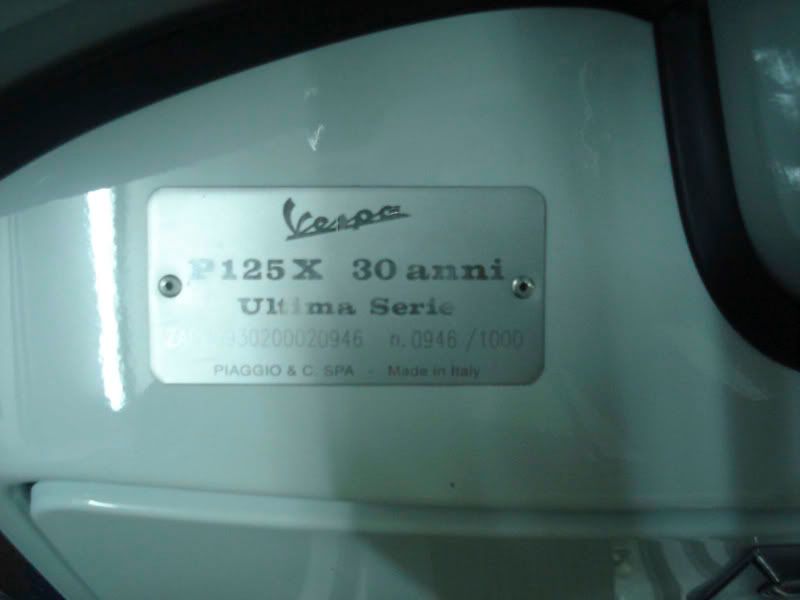 Vespa
P125X 30 anni
Ultima Serie
n.0946 /1000
PIAGGIO & C. SPA - Made in Italy